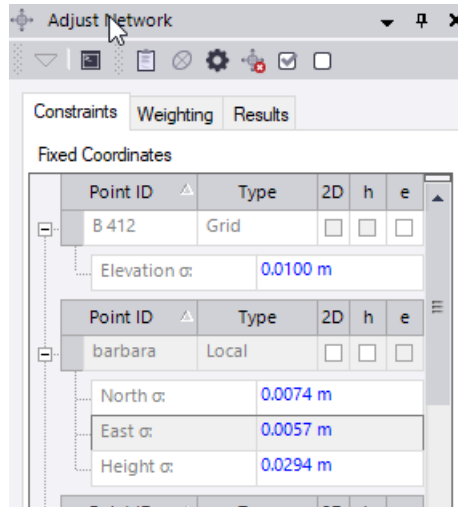 Adjust Network
Constraints Weighting Results
Fixed Coordinates
Point ID Type 2D h e
B 412 Grid
Elevation σ: 0.0100 m
Point ID Type 2D h e
barbara Local
North σ: 0.0074 m
East σ: 0.0057 m
Height σ: 0.0294 m